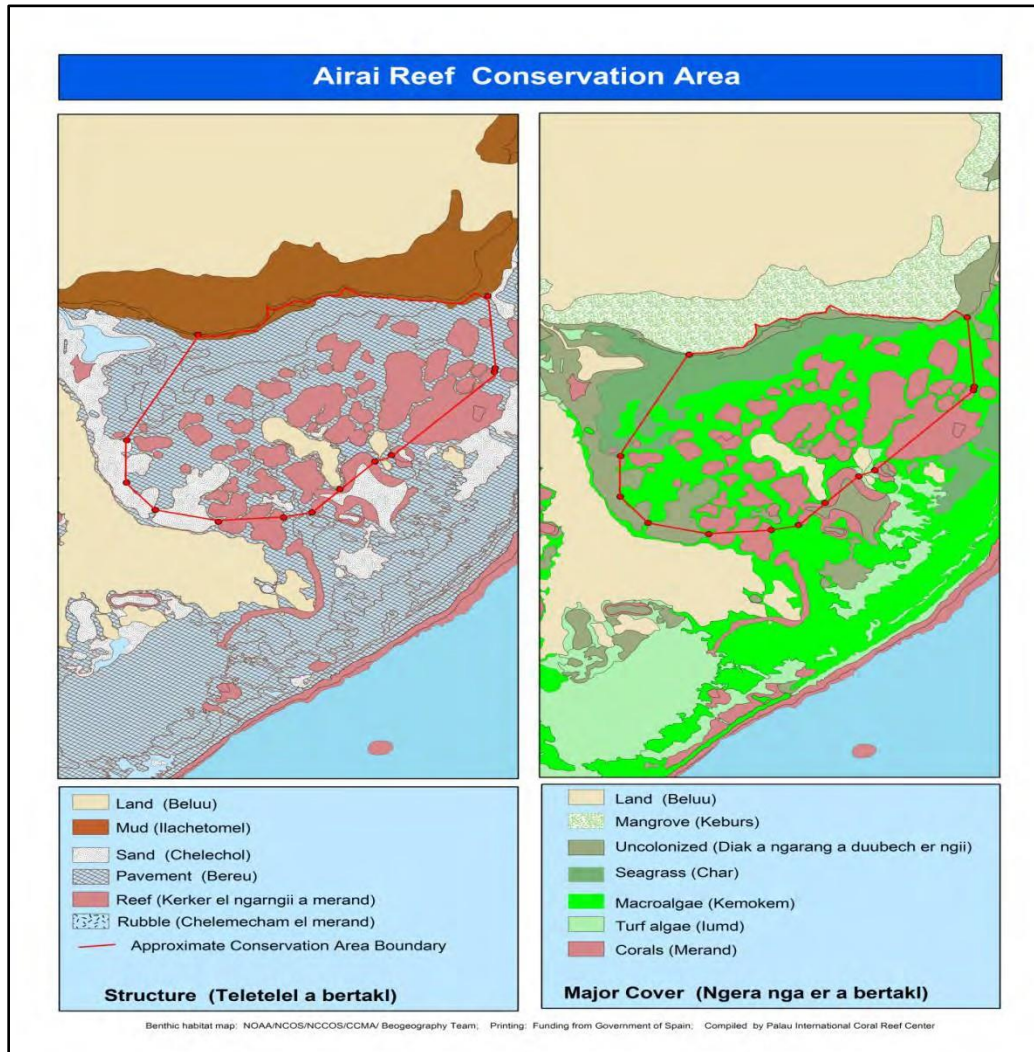 Airai Reef Conservation Area
Land (Beluu)
Mud (Ilachetomel)
Sand (Chelechol)
Pavement (Bereu)
Reef (Kerker el ngarngii a merand)
Rubble (Chelemecham el merand)
Approximate Conservation Area Boundary
Structure (Teletelel a bertakl)
Land (Beluu)
Mangrove (Keburs)
Uncolonized (Diak a ngarang a duubech er ngii)
Seagrass (Char)
Macroalgae (Kemokem)
Turf algae (Iumd)
Corals (Merand)
Major Cover (Ngera nga er a bertakl)
Benthic habitat map: NOAA/NCOS/NCCOS/CCMA/ Beogeography Team; Printing: Funding from Government of Spain; Compiled by Palau International Coral Reef Center